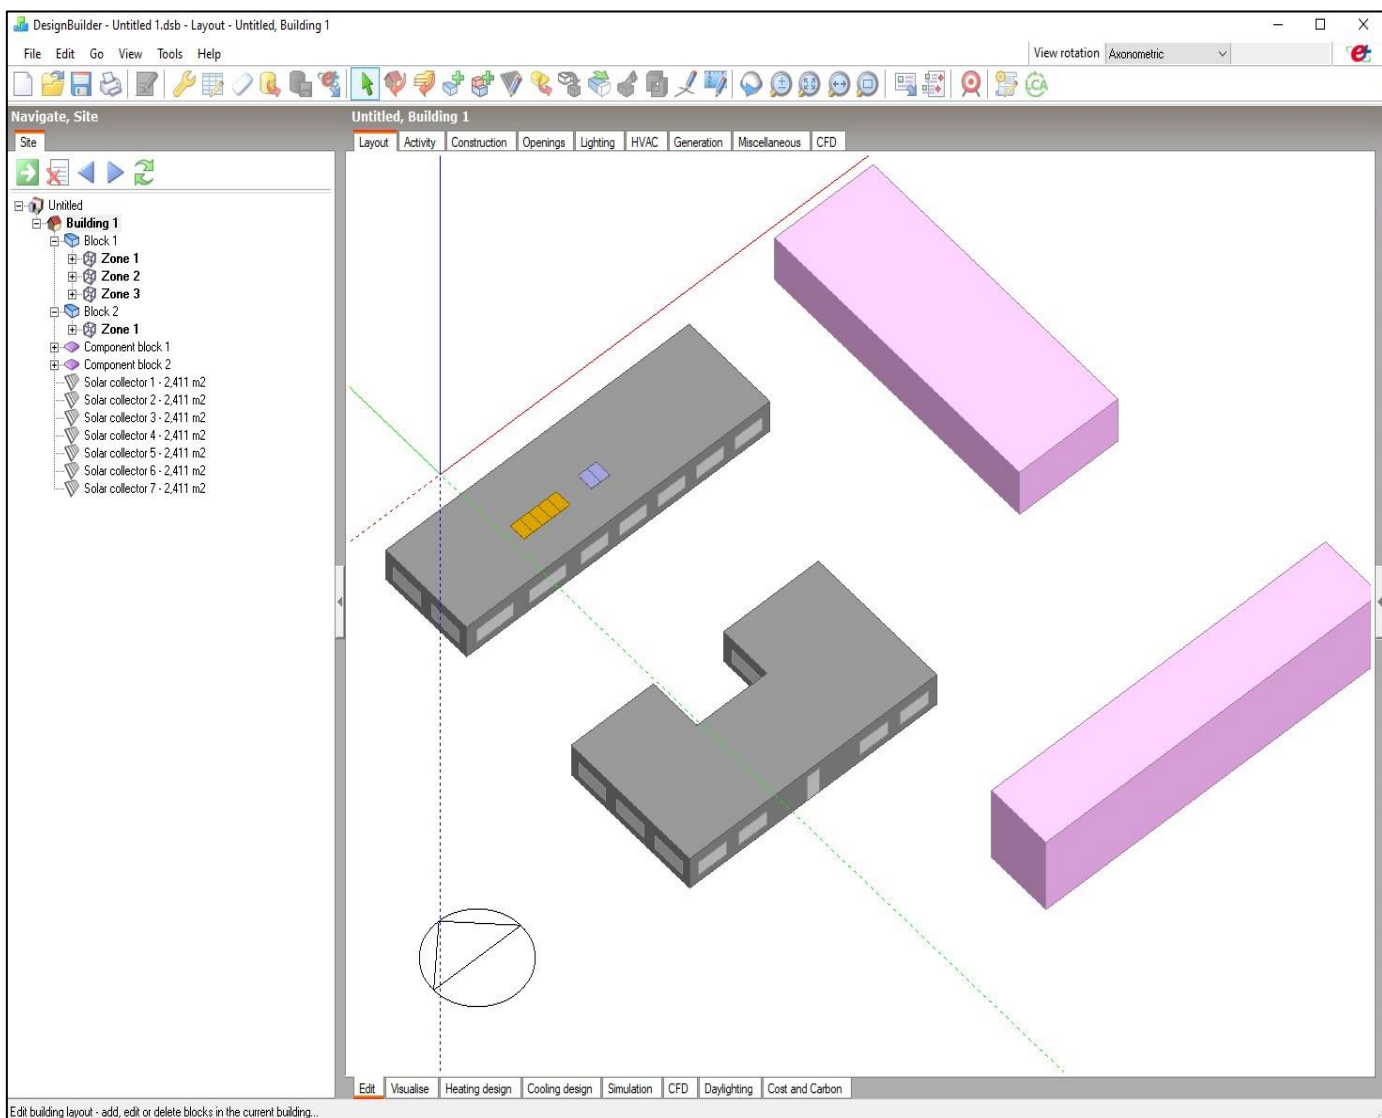 DesignBuilder - Untitled 1.dsb - Layout - Untitled, Building 1
File Edit Go View Tools Help
View rotation Axonometric
LCA
Navigate, Site
Untitled, Building 1
Site
Layout Activity Construction Openings Lighting HVAC Generation Miscellaneous CFD
Untitled
Building 1
Block 1
Zone 1
Zone 2
Zone 3
Block 2
Zone 1
Component block 1
Component block 2
Solar collector 1 - 2,411 m2
Solar collector 2 - 2,411 m2
Solar collector 3 - 2,411 m2
Solar collector 4 - 2,411 m2
Solar collector 5 - 2,411 m2
Solar collector 6 - 2,411 m2
Solar collector 7 - 2,411 m2
Edit Visualise Heating design Cooling design Simulation CFD Daylighting Cost and Carbon
Edit building layout - add, edit or delete blocks in the current building...